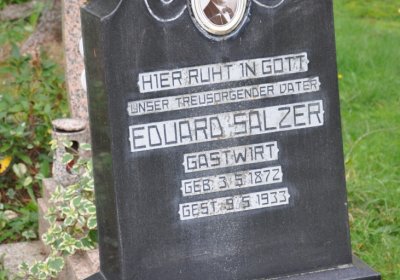 HIER RUHT IN GOTT
UNSER TREUSORGENDER VATER
EDUARD SALZER
GASTWIRT
GEB. 3.5.1872
GEST. 9.5.1933